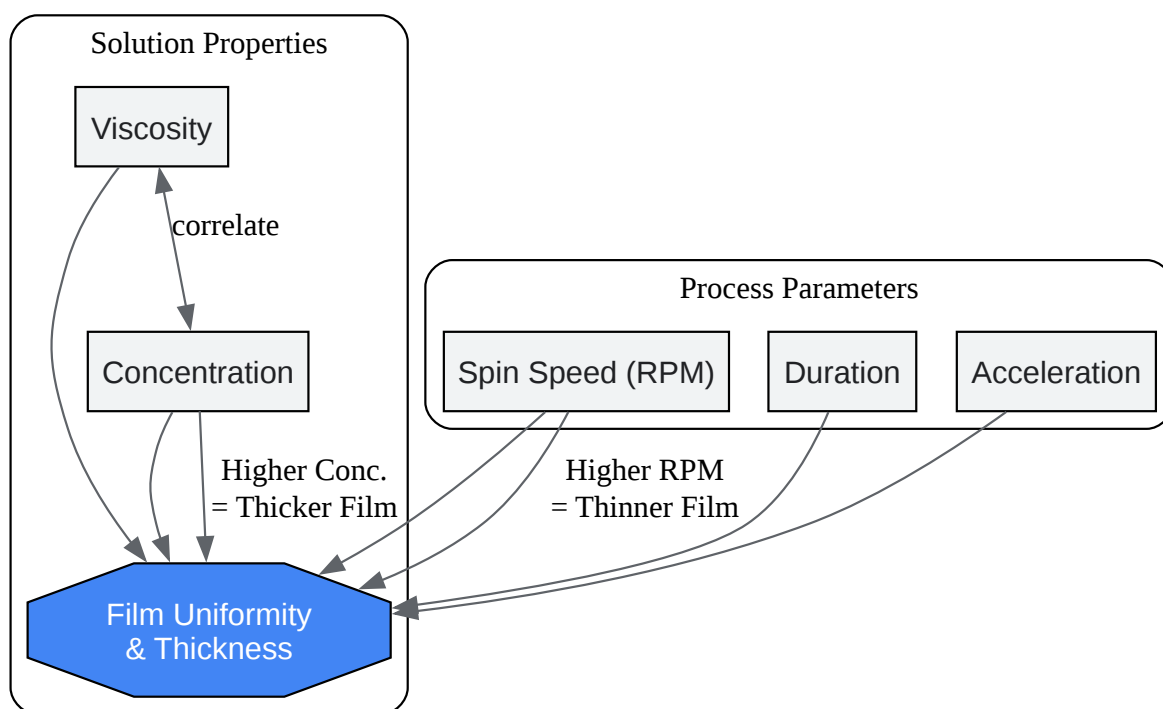 Solution Properties
Viscosity
correlate
Process Parameters
Concentration
Spin Speed (RPM)
Duration
Acceleration
Higher Conc.
= Thicker Film
Higher RPM
= Thinner Film
Film Uniformity
& Thickness